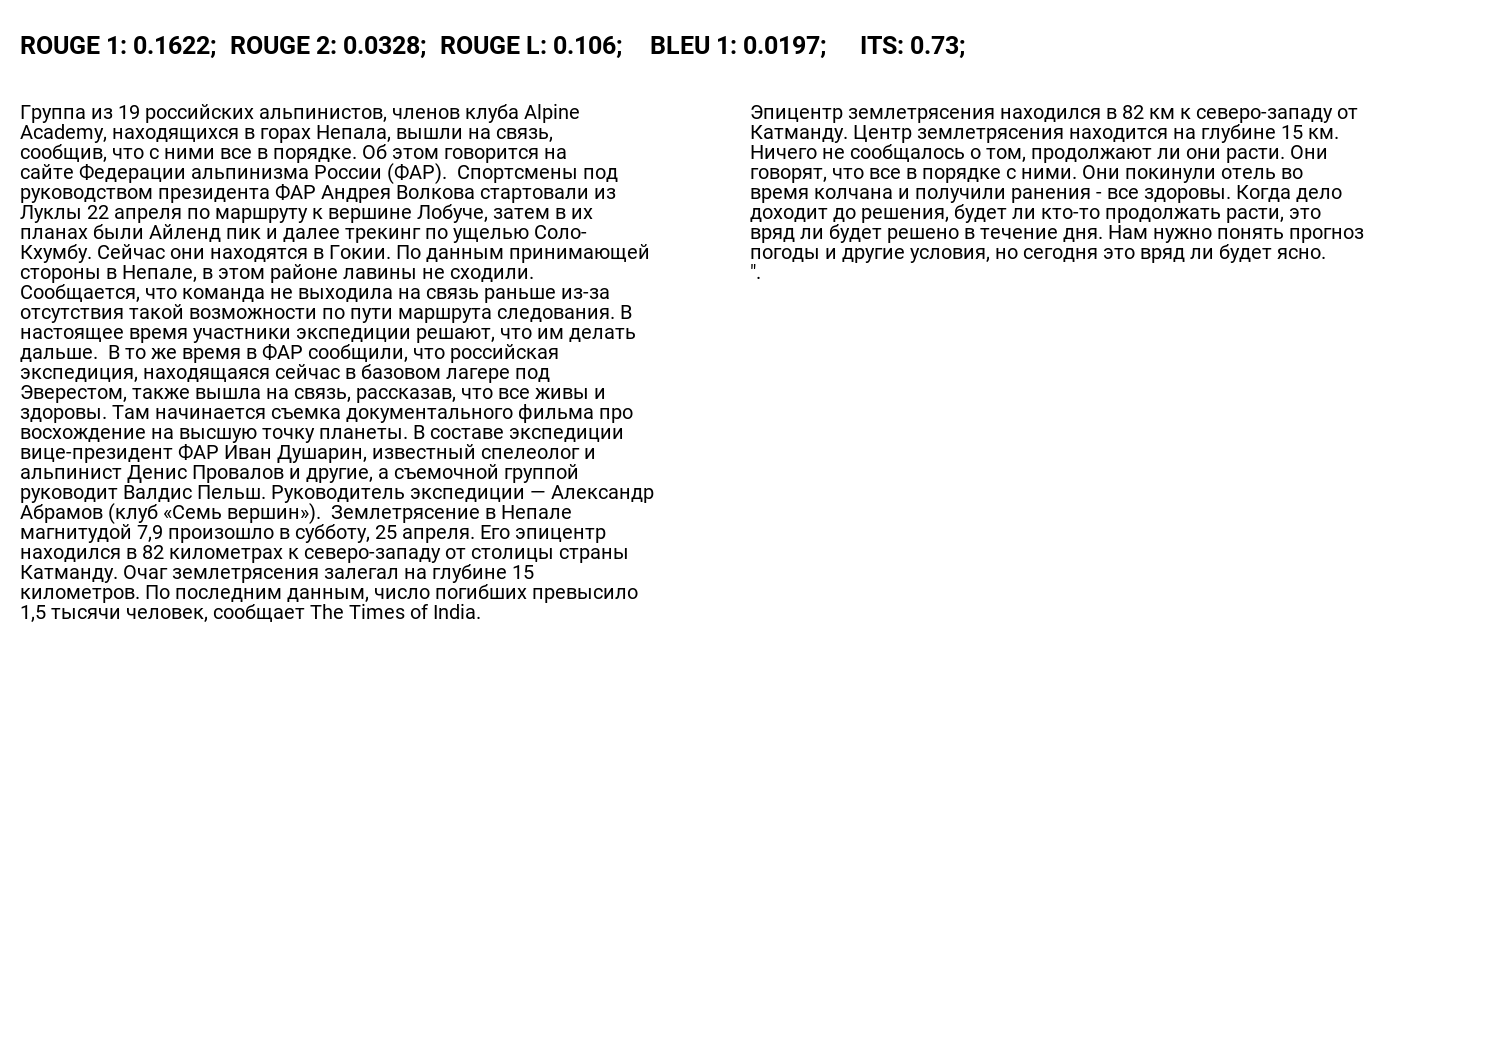 ROUGE 1: 0.1622; ROUGE 2: 0.0328; ROUGE L: 0.106; BLEU 1: 0.0197; ITS: 0.73;
Группа из 19 российских альпинистов, членов клуба Alpine
Academy, находящихся в горах Непала, вышли на связь,
сообщив, что с ними все в порядке. Об этом говорится на
сайте Федерации альпинизма России (ФАР).  Спортсмены под
руководством президента ФАР Андрея Волкова стартовали из
Луклы 22 апреля по маршруту к вершине Лобуче, затем в их
планах были Айленд пик и далее трекинг по ущелью Соло-
Кхумбу. Сейчас они находятся в Гокии. По данным принимающей
стороны в Непале, в этом районе лавины не сходили.
Сообщается, что команда не выходила на связь раньше из-за
отсутствия такой возможности по пути маршрута следования. В
настоящее время участники экспедиции решают, что им делать
дальше.  В то же время в ФАР сообщили, что российская
экспедиция, находящаяся сейчас в базовом лагере под
Эверестом, также вышла на связь, рассказав, что все живы и
здоровы. Там начинается съемка документального фильма про
восхождение на высшую точку планеты. В составе экспедиции
вице-президент ФАР Иван Душарин, известный спелеолог и
альпинист Денис Провалов и другие, а съемочной группой
руководит Валдис Пельш. Руководитель экспедиции — Александр
Абрамов (клуб «Семь вершин»).  Землетрясение в Непале
магнитудой 7,9 произошло в субботу, 25 апреля. Его эпицентр
находился в 82 километрах к северо-западу от столицы страны
Катманду. Очаг землетрясения залегал на глубине 15
километров. По последним данным, число погибших превысило
1,5 тысячи человек, сообщает The Times of India.
Эпицентр землетрясения находился в 82 км к северо-западу от
Катманду. Центр землетрясения находится на глубине 15 км.
Ничего не сообщалось о том, продолжают ли они расти. Они
говорят, что все в порядке с ними. Они покинули отель во
время колчана и получили ранения - все здоровы. Когда дело
доходит до решения, будет ли кто-то продолжать расти, это
вряд ли будет решено в течение дня. Нам нужно понять прогноз
погоды и другие условия, но сегодня это вряд ли будет ясно.
".